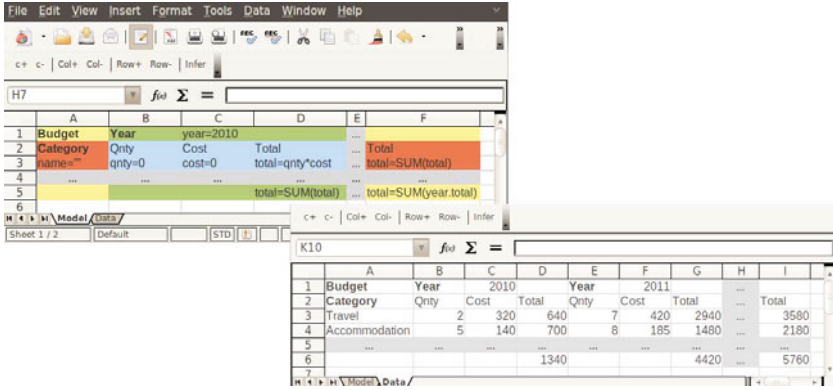 File Edit View Insert Format Tools Data Window Help
c+ c- Col+ Col- Row+ Row- Infer
H7 f(x) Σ =
A B C D E F
1 Budget Year year=2010 ...
2 Category Qnty Cost Total ... Total
3 name="" qnty=0 cost=0 total=qnty*cost ... total=SUM(total)
4 ... ... ... ... ...
5 total=SUM(total) ... total=SUM(year.total)
6
Model Data
Sheet 1 / 2 Default STD
c+ c- Col+ Col- Row+ Row- Infer
K10 f(x) Σ =
A B C D E F G H I
1 Budget Year 2010 Year 2011 ...
2 Category Qnty Cost Total Qnty Cost Total ... Total
3 Travel 2 320 640 7 420 2940 ... 3580
4 Accommodation 5 140 700 8 185 1480 ... 2180
5 ... ... ... ... ... ... ... ... ...
6 1340 4420 ... 5760
7
Model Data